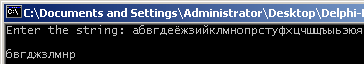 C:\Documents and Settings\Administrator\Desktop\Delphi-
Enter the string: абвгдеёжзийклмнопрстуфхцчшщъыьэюя
бвгджзлмнр